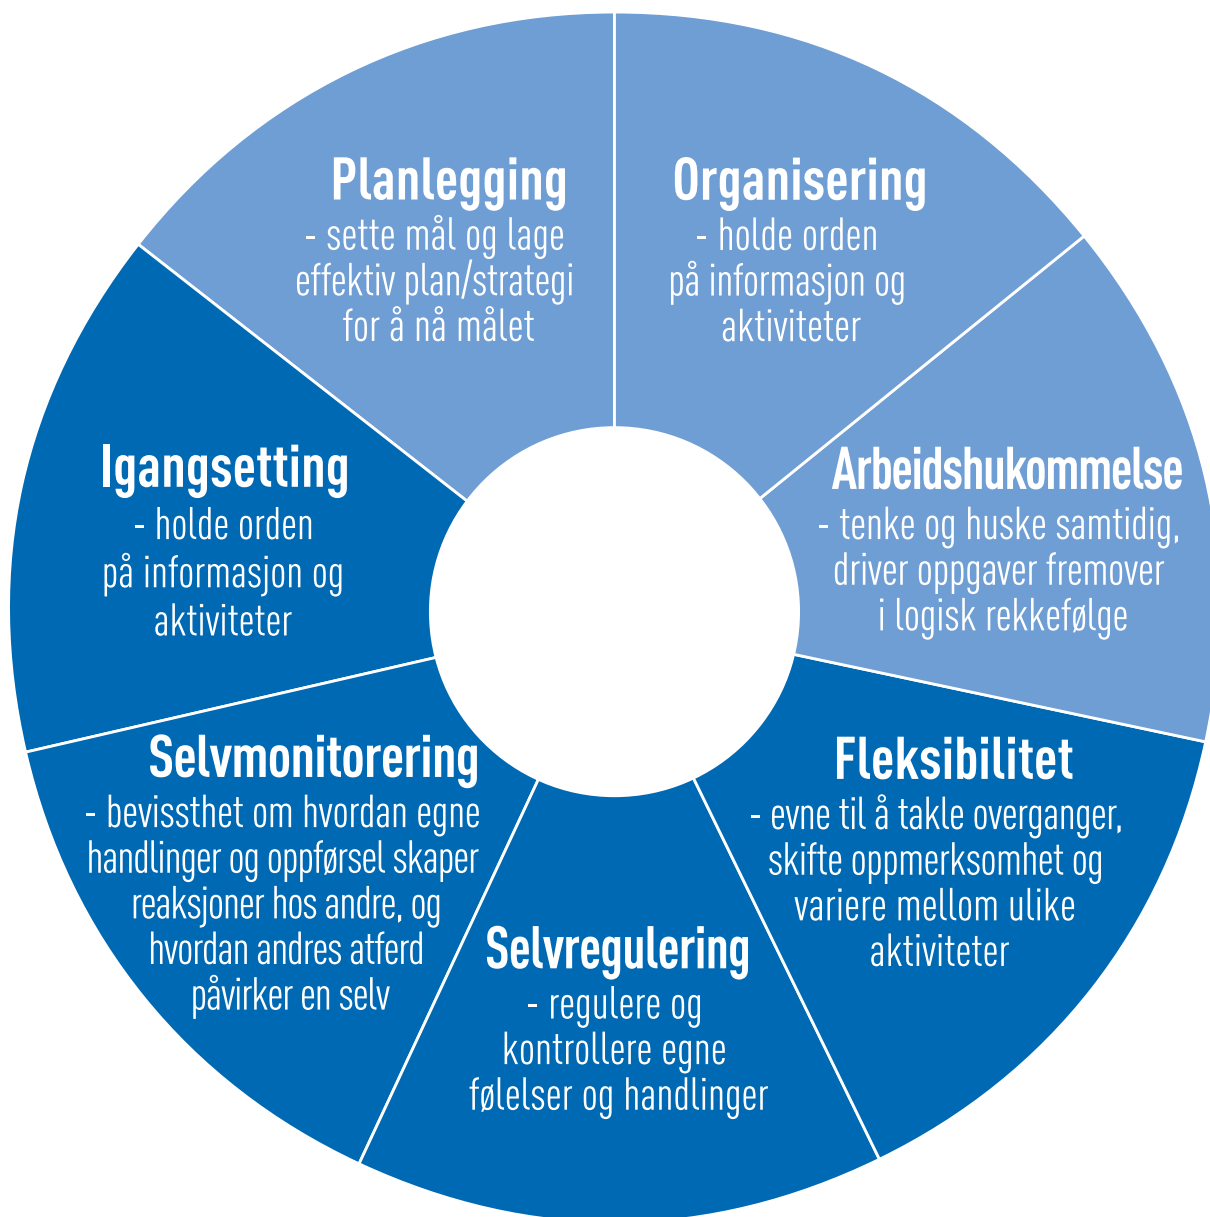 Planlegging
- sette mål og lage
effektiv plan/strategi
for å nå målet
Organisering
- holde orden
på informasjon og
aktiviteter
Arbeidshukommelse
- tenke og huske samtidig,
driver oppgaver fremover
i logisk rekkefølge
Fleksibilitet
- evne til å takle overganger,
skifte oppmerksomhet og
variere mellom ulike
aktiviteter
Selvregulering
- regulere og
kontrollere egne
følelser og handlinger
Selvmonitorering
- bevissthet om hvordan egne
handlinger og oppførsel skaper
reaksjoner hos andre, og
hvordan andres atferd
påvirker en selv
Igangsetting
- holde orden
på informasjon og
aktiviteter